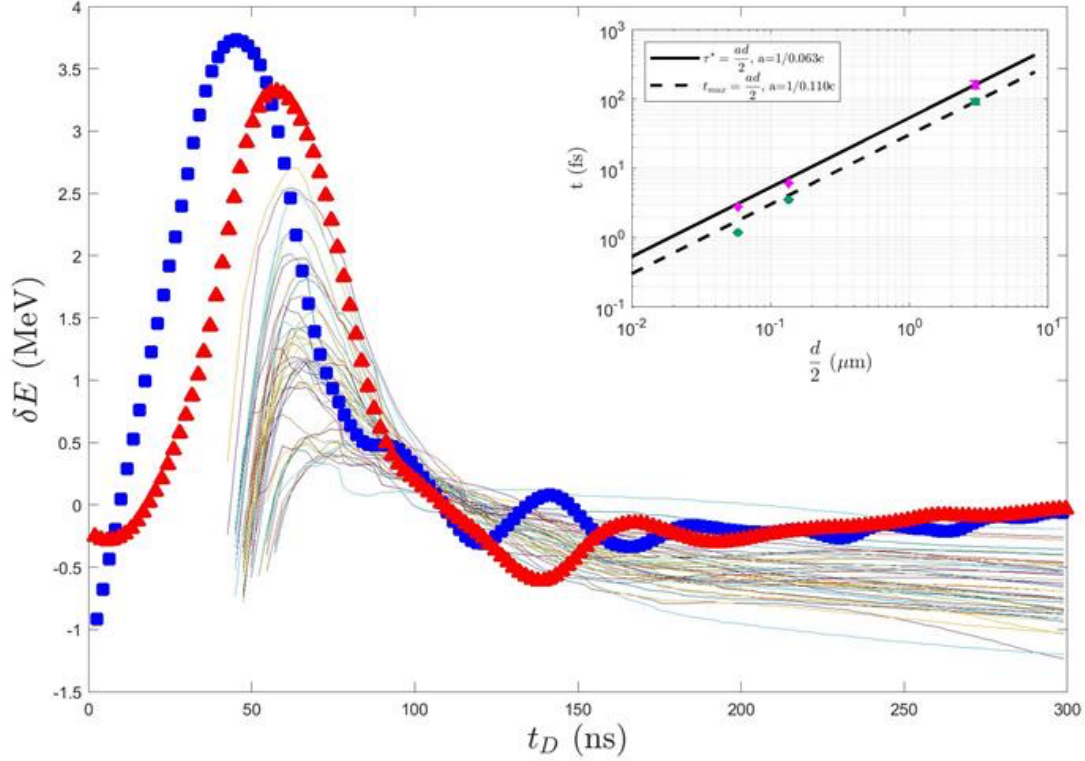 4
3.5
3
2.5
2
1.5
1
0.5
0
-0.5
-1
-1.5
δE (MeV)
0 50 100 150 200 250 300
t_D (ns)
10^3
10^2
10^1
10^0
10^-1
t (fs)
τ* = ad/2, a=1/0.063c
t_max = ad/2, a=1/0.110c
10^-2 10^-1 10^0 10^1
d/2 (μm)